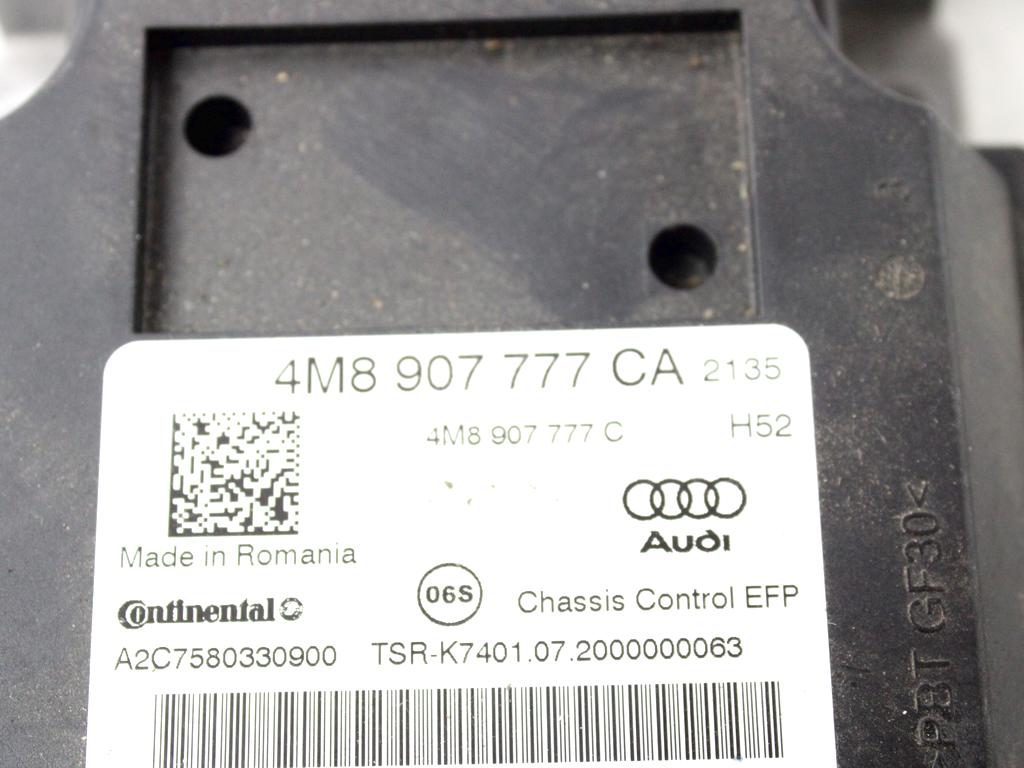 4M8 907 777 CA 2135
4M8 907 777 C H52
Audi
Made in Romania
Continental
06S
Chassis Control EFP
A2C7580330900 TSR-K7401.07.2000000063
>PBT GF30<